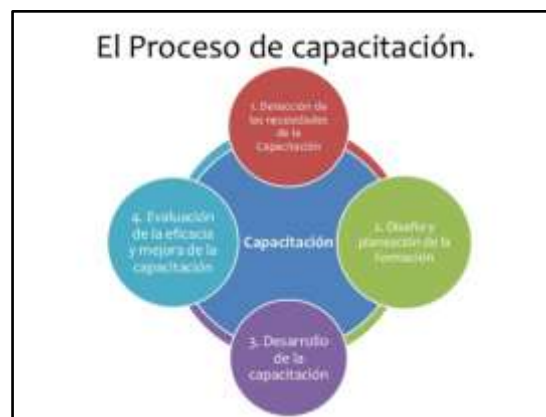 El Proceso de capacitación.
1. Detección de
las necesidades
de la
Capacitación
4. Evaluación
de la eficacia
y mejora de la
capacitación
Capacitación
2. Diseño y
planeación de la
formación
3. Desarrollo
de la
capacitación